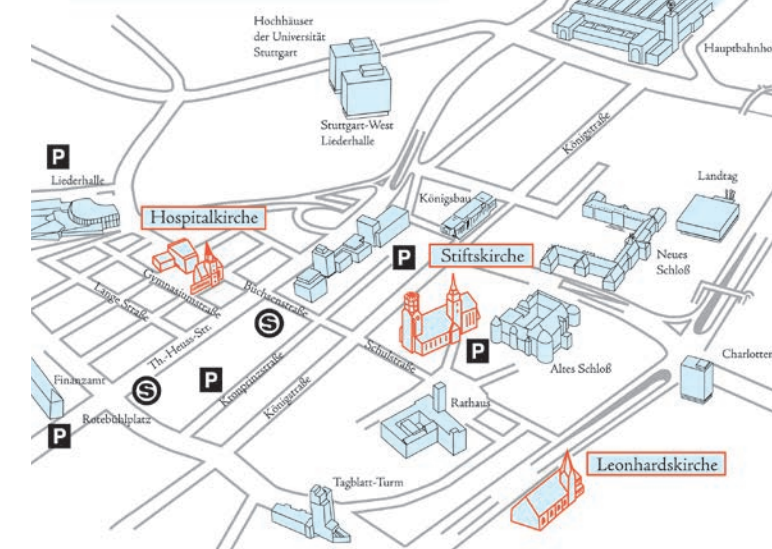 Hochhäuser
der Universität
Stuttgart
Hauptbahnho
Stuttgart-West
Liederhalle
Königstraße
P
Liederhalle
Landtag
Königsbau
Hospitalkirche
Stiftskirche
P
Neues
Schloß
Gymnasiumstraße
Büchsenstraße
Lange Straße
S
Th.-Heuss-Str.
Schulstraße
P
Altes Schloß
Charlotten
Finanzamt
S
P
Kronprinzstraße
Königstraße
Rathaus
Rotebühlplatz
P
Leonhardskirche
Tagblatt-Turm